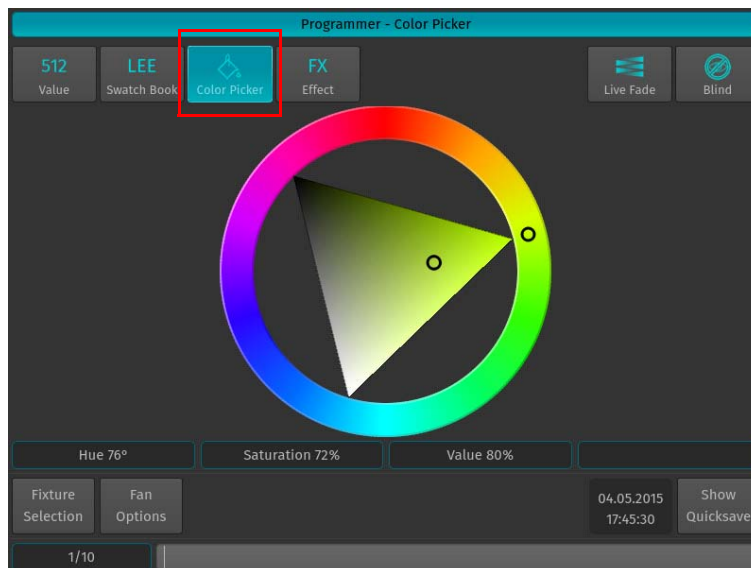 Programmer - Color Picker
512
Value
LEE
Swatch Book
Color Picker
FX
Effect
Live Fade
Blind
Hue 76°
Saturation 72%
Value 80%
Fixture
Selection
Fan
Options
04.05.2015
17:45:30
Show
Quicksave
1/10